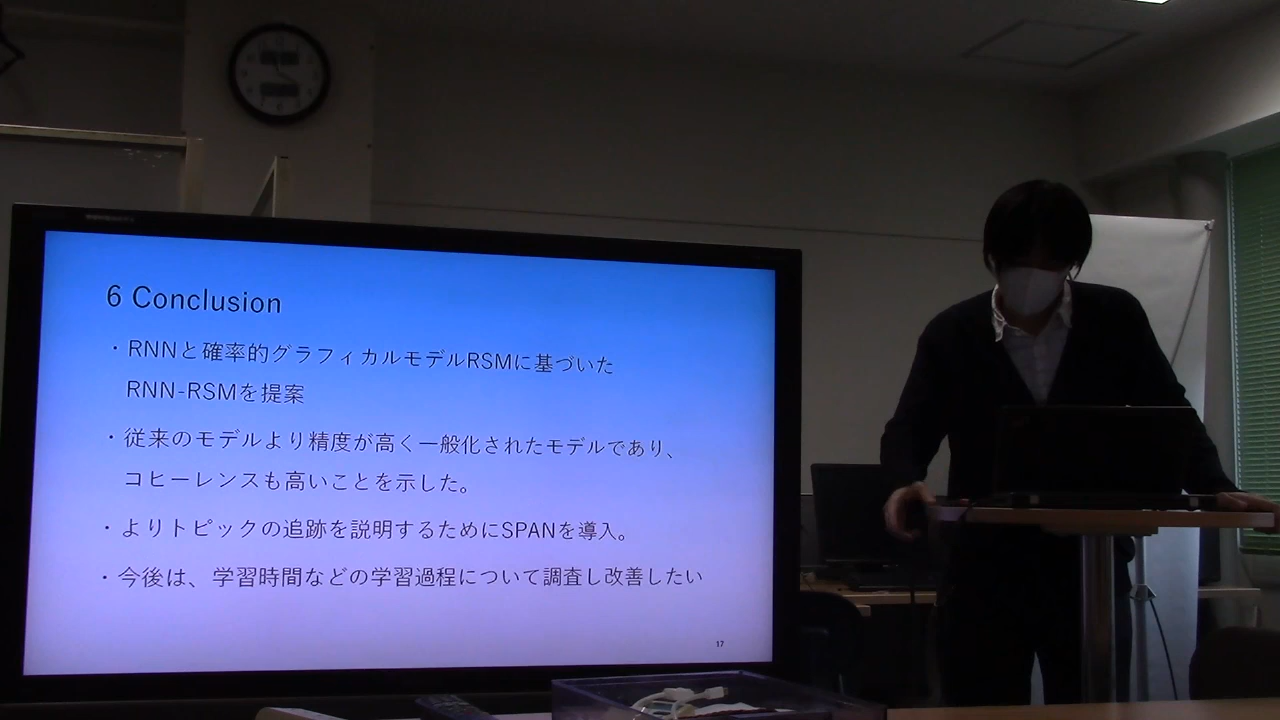 6 Conclusion
・RNNと確率的グラフィカルモデルRSMに基づいた
RNN-RSMを提案
・従来のモデルより精度が高く一般化されたモデルであり、
コヒーレンスも高いことを示した。
・よりトピックの追跡を説明するためにSPANを導入。
・今後は、学習時間などの学習過程について調査し改善したい
17